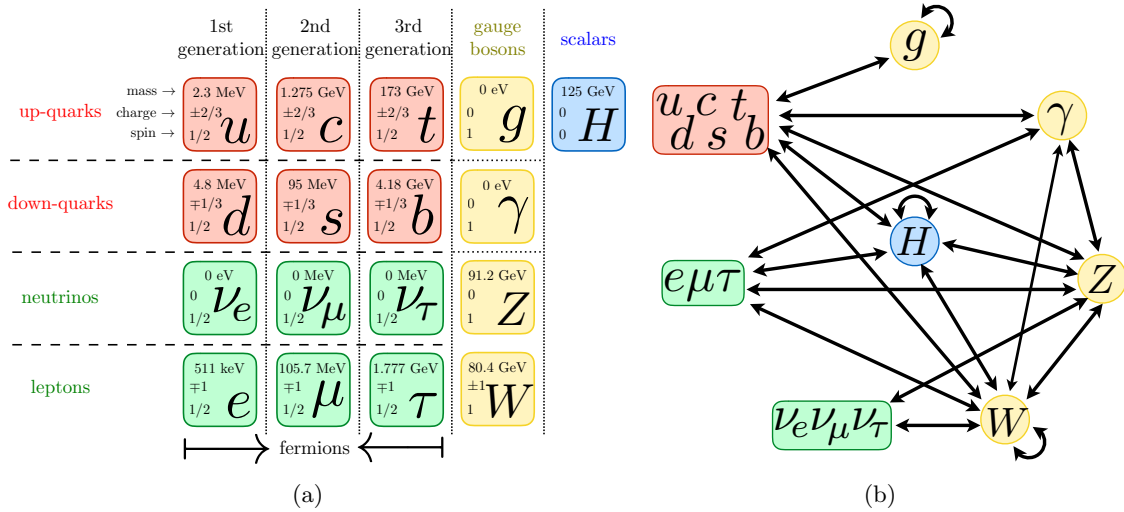 1st generation
2nd generation
3rd generation
gauge bosons
scalars
mass →
charge →
spin →
up-quarks
2.3 MeV
±2/3
1/2
u
1.275 GeV
±2/3
1/2
c
173 GeV
±2/3
1/2
t
0 eV
0
1
g
125 GeV
0
0
H
down-quarks
4.8 MeV
∓1/3
1/2
d
95 MeV
∓1/3
1/2
s
4.18 GeV
∓1/3
1/2
b
0 eV
0
1
γ
neutrinos
0 eV
0
1/2
νe
0 MeV
0
1/2
νμ
0 MeV
0
1/2
ντ
91.2 GeV
0
1
Z
leptons
511 keV
∓1
1/2
e
105.7 MeV
∓1
1/2
μ
1.777 GeV
∓1
1/2
τ
80.4 GeV
±1
1
W
fermions
(a)
g
u c t
d s b
γ
H
e μ τ
Z
νe νμ ντ
W
(b)